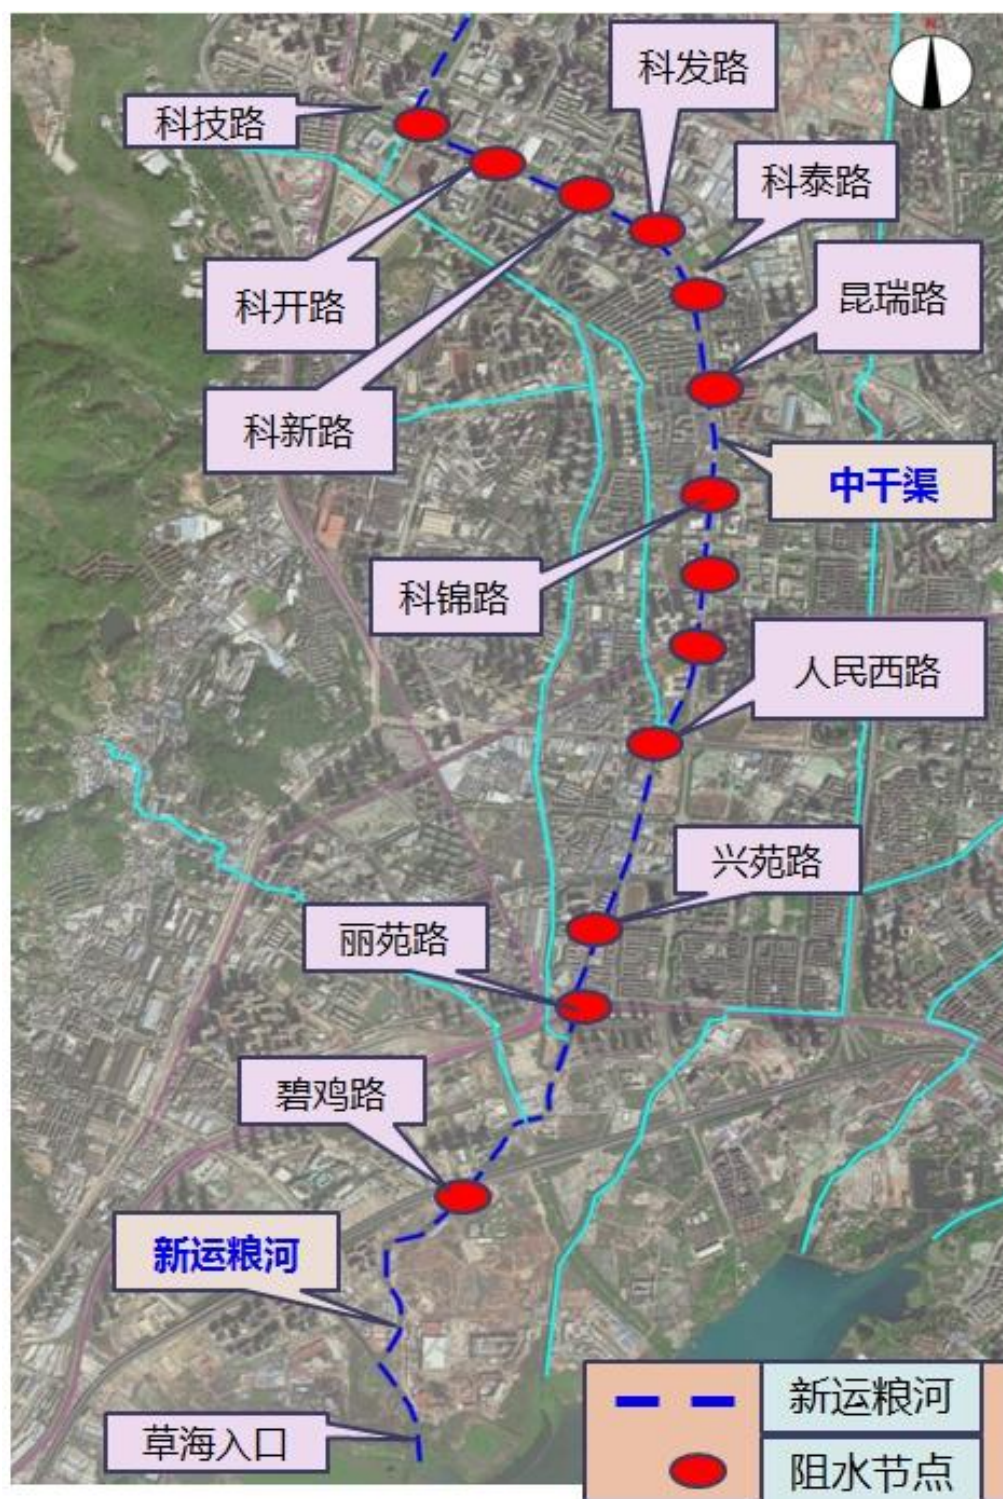 N
科发路
科技路
科泰路
科开路
昆瑞路
科新路
中干渠
科锦路
人民西路
兴苑路
丽苑路
碧鸡路
新运粮河
草海入口
新运粮河
阻水节点